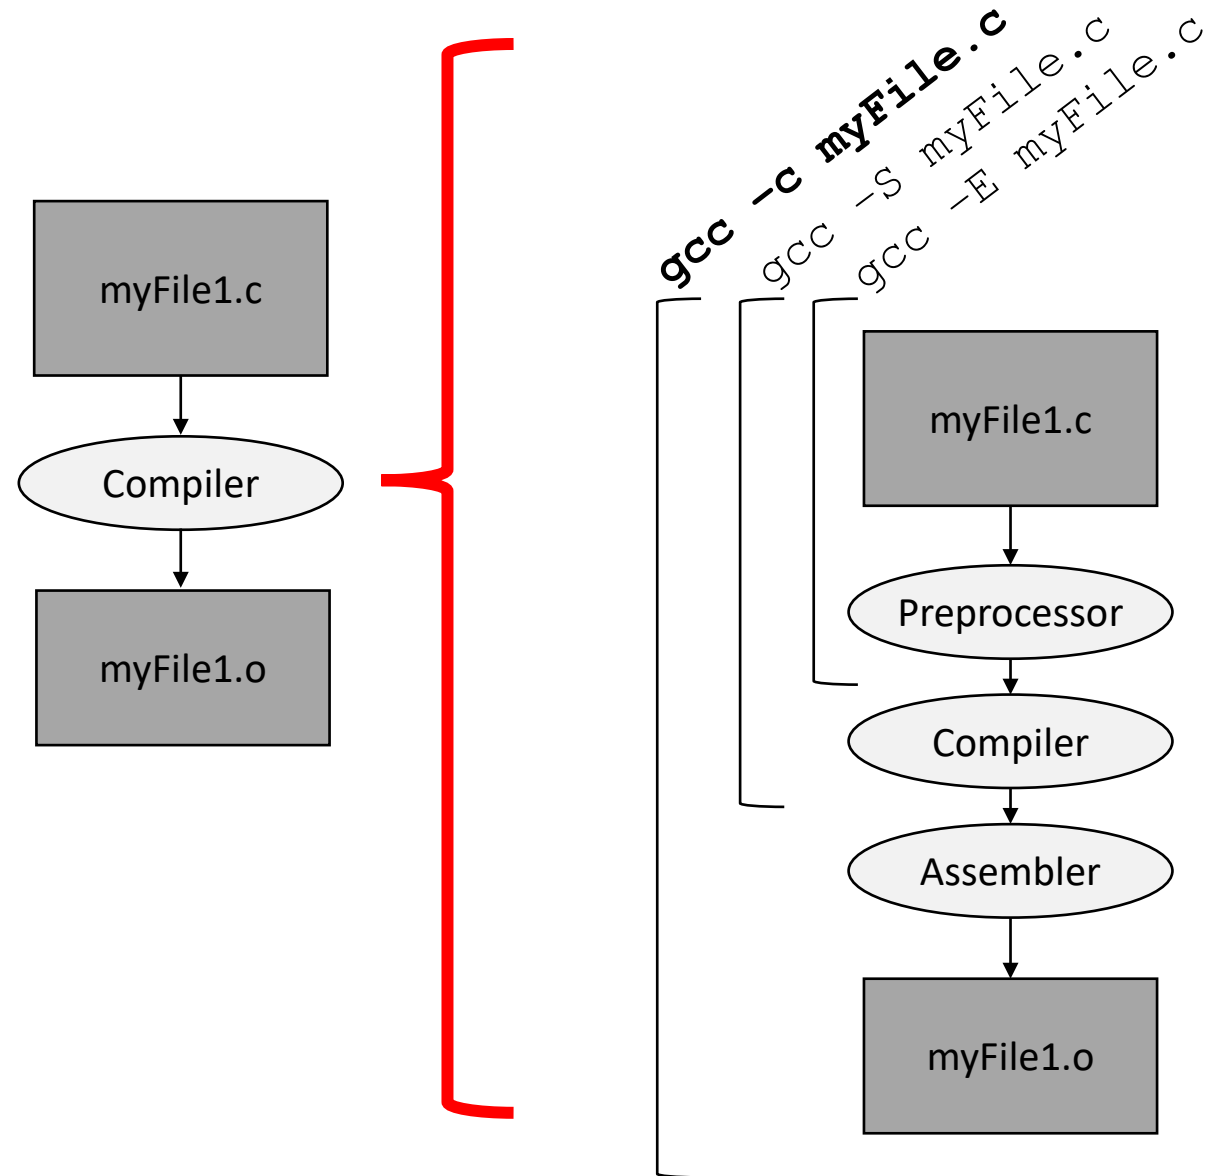 myFile1.c
Compiler
myFile1.o
gcc –c myFile.c
gcc –S myFile.c
gcc –E myFile.c
myFile1.c
Preprocessor
Compiler
Assembler
myFile1.o